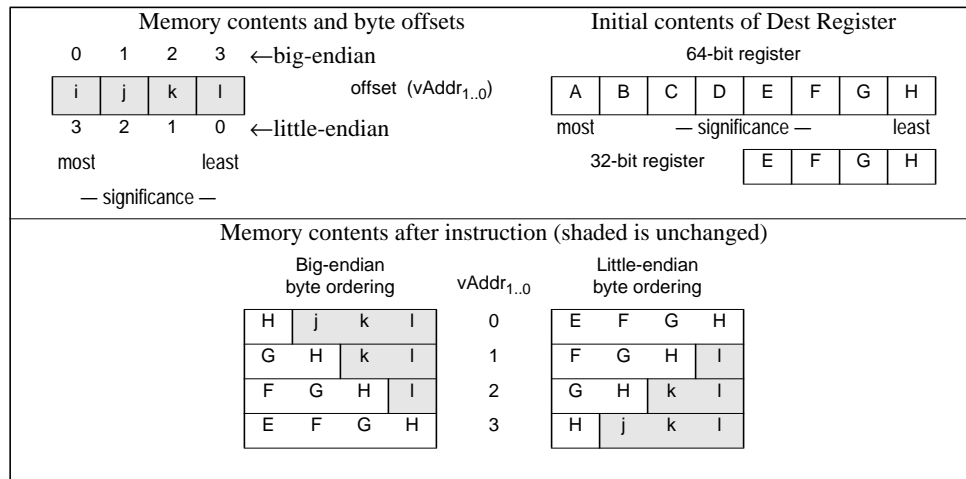 Memory contents and byte offsets
Initial contents of Dest Register
0 1 2 3 ←big-endian
64-bit register
i j k l
offset (vAddr1..0)
A B C D E F G H
3 2 1 0 ←little-endian
most — significance — least
most least
32-bit register E F G H
— significance —
Memory contents after instruction (shaded is unchanged)
Big-endian
byte ordering
vAddr1..0
Little-endian
byte ordering
H j k l 0 E F G H
G H k l 1 F G H l
F G H l 2 G H k l
E F G H 3 H j k l